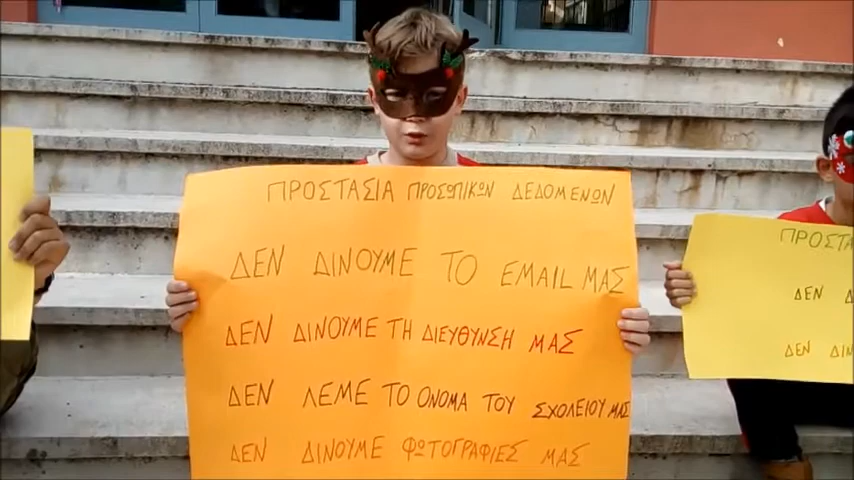 ΠΡΟΣΤΑΣΙΑ ΠΡΟΣΩΠΙΚΩΝ ΔΕΔΟΜΕΝΩΝ
ΔΕΝ ΔΙΝΟΥΜΕ ΤΟ EMAIL ΜΑΣ
ΔΕΝ ΔΙΝΟΥΜΕ ΤΗ ΔΙΕΥΘΥΝΣΗ ΜΑΣ
ΔΕΝ ΛΕΜΕ ΤΟ ΟΝΟΜΑ ΤΟΥ ΣΧΟΛΕΙΟΥ ΜΑΣ
ΔΕΝ ΔΙΝΟΥΜΕ ΦΩΤΟΓΡΑΦΙΕΣ ΜΑΣ
ΔΕΝ
ΔΕΝ